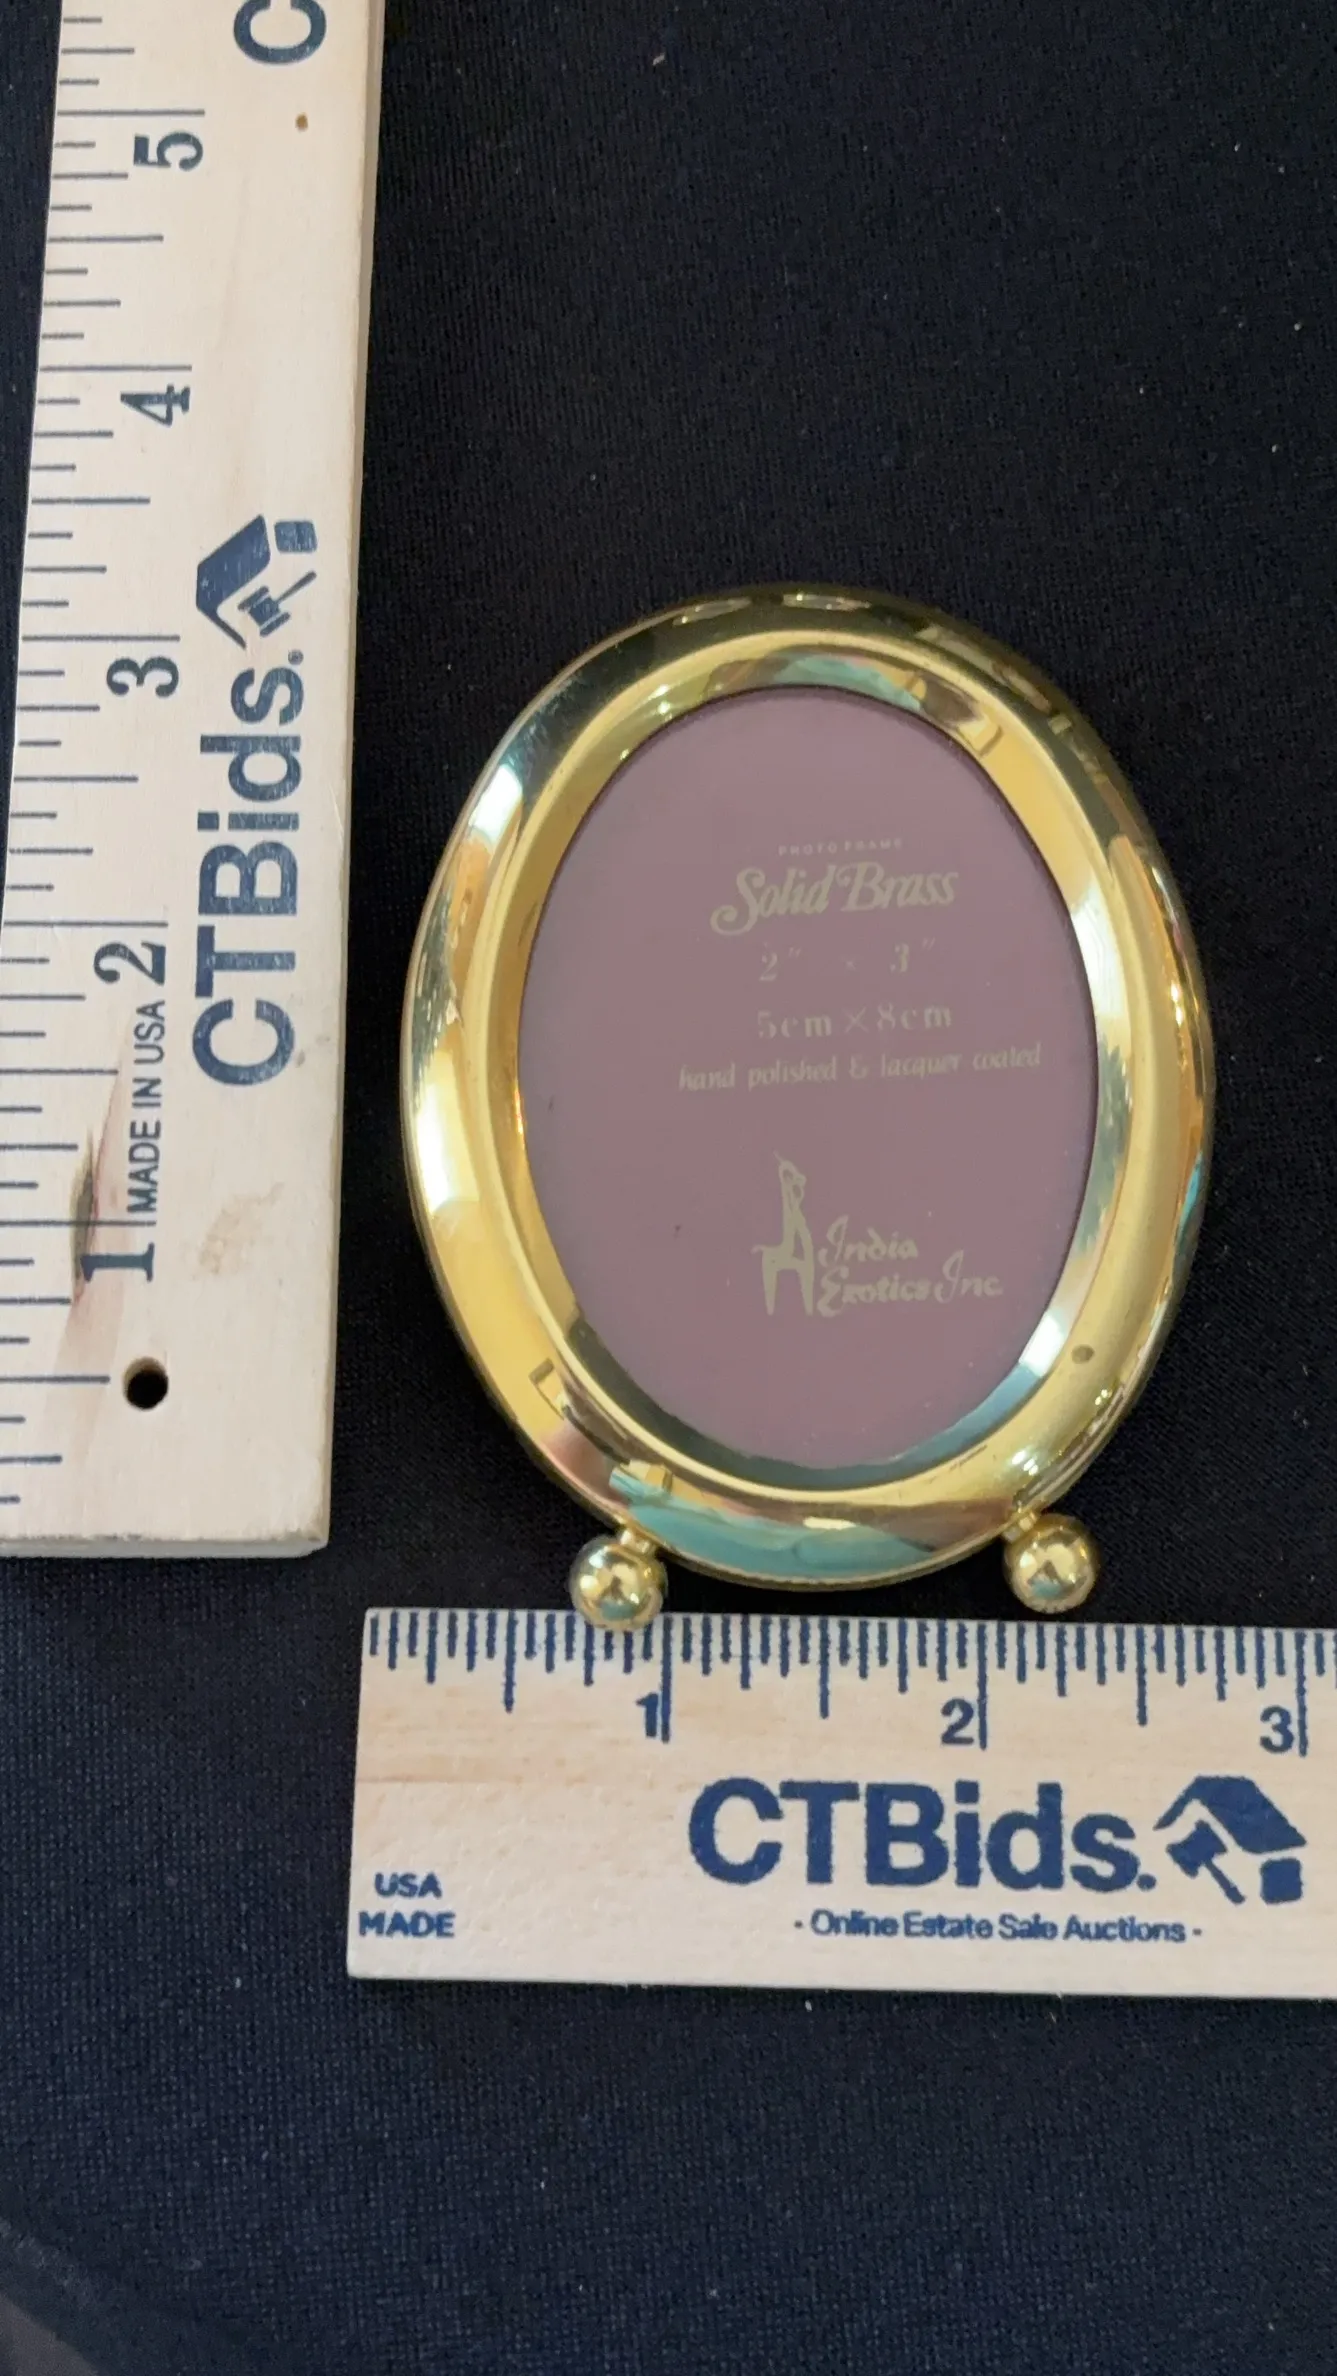 C
5
4
3
2
1
CTBids.
MADE IN USA
PHOTO FRAME
Solid Brass
2" × 3"
5cm × 8cm
hand polished & lacquer coated
India
Exotics Inc.
1 2 3
CTBids.
- Online Estate Sale Auctions -
USA
MADE